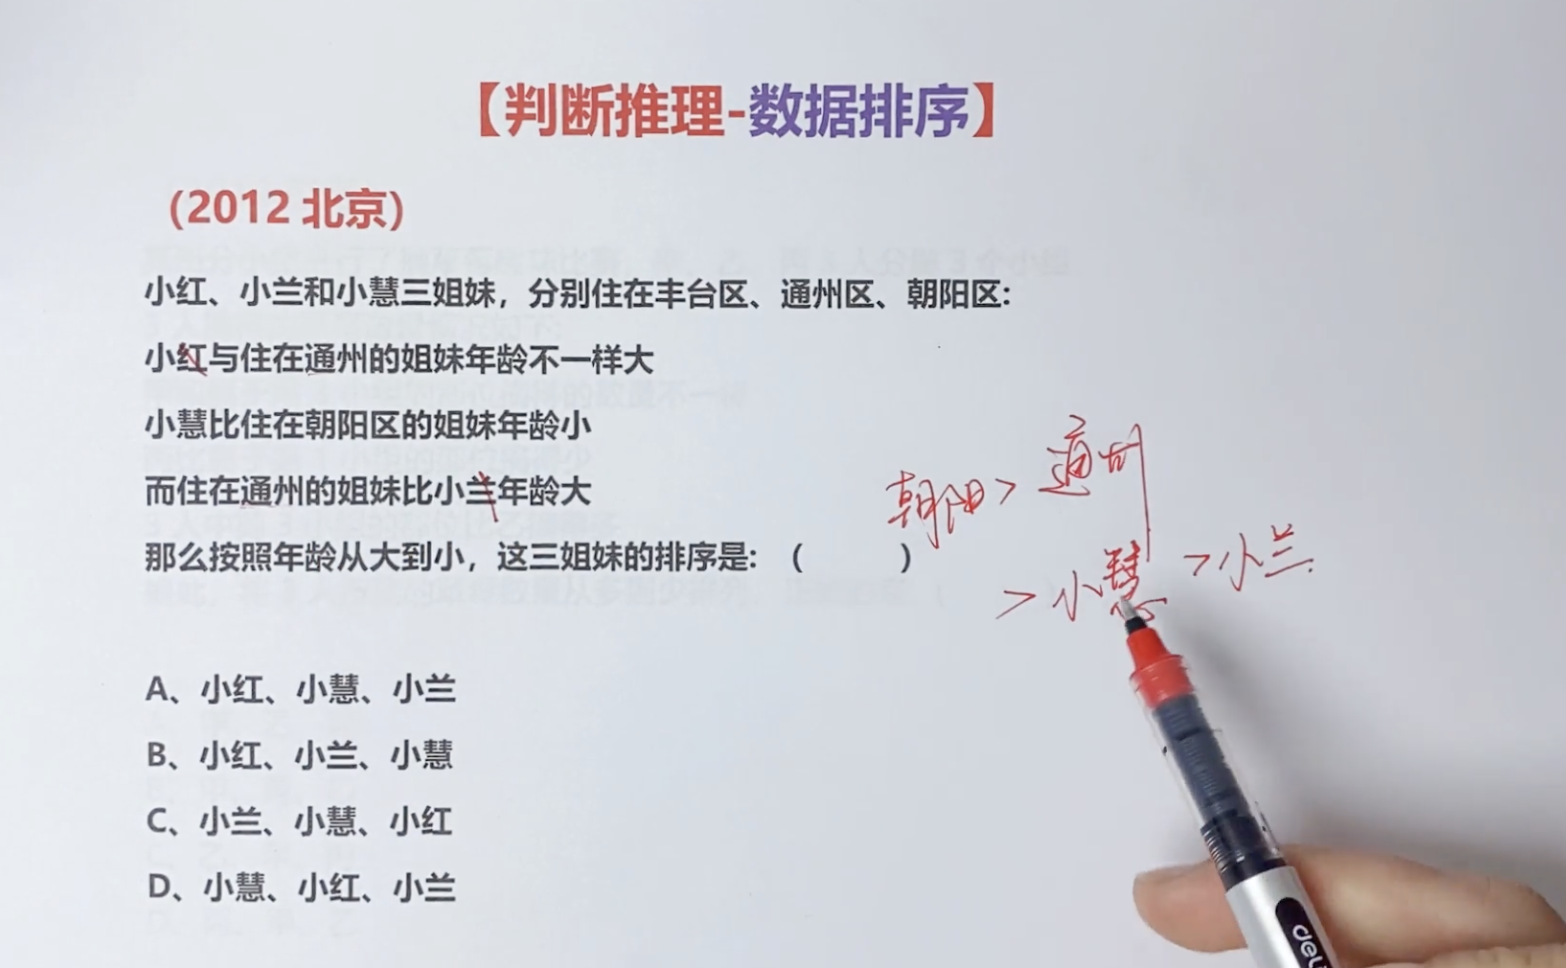 【判断推理-数据排序】
(2012 北京)
小红、小兰和小慧三姐妹，分别住在丰台区、通州区、朝阳区:
小红与住在通州的姐妹年龄不一样大
小慧比住在朝阳区的姐妹年龄小
而住在通州的姐妹比小兰年龄大
那么按照年龄从大到小，这三姐妹的排序是:（ ）
朝阳 > 通州
> 小慧 > 小兰
A、小红、小慧、小兰
B、小红、小兰、小慧
C、小兰、小慧、小红
D、小慧、小红、小兰
deli